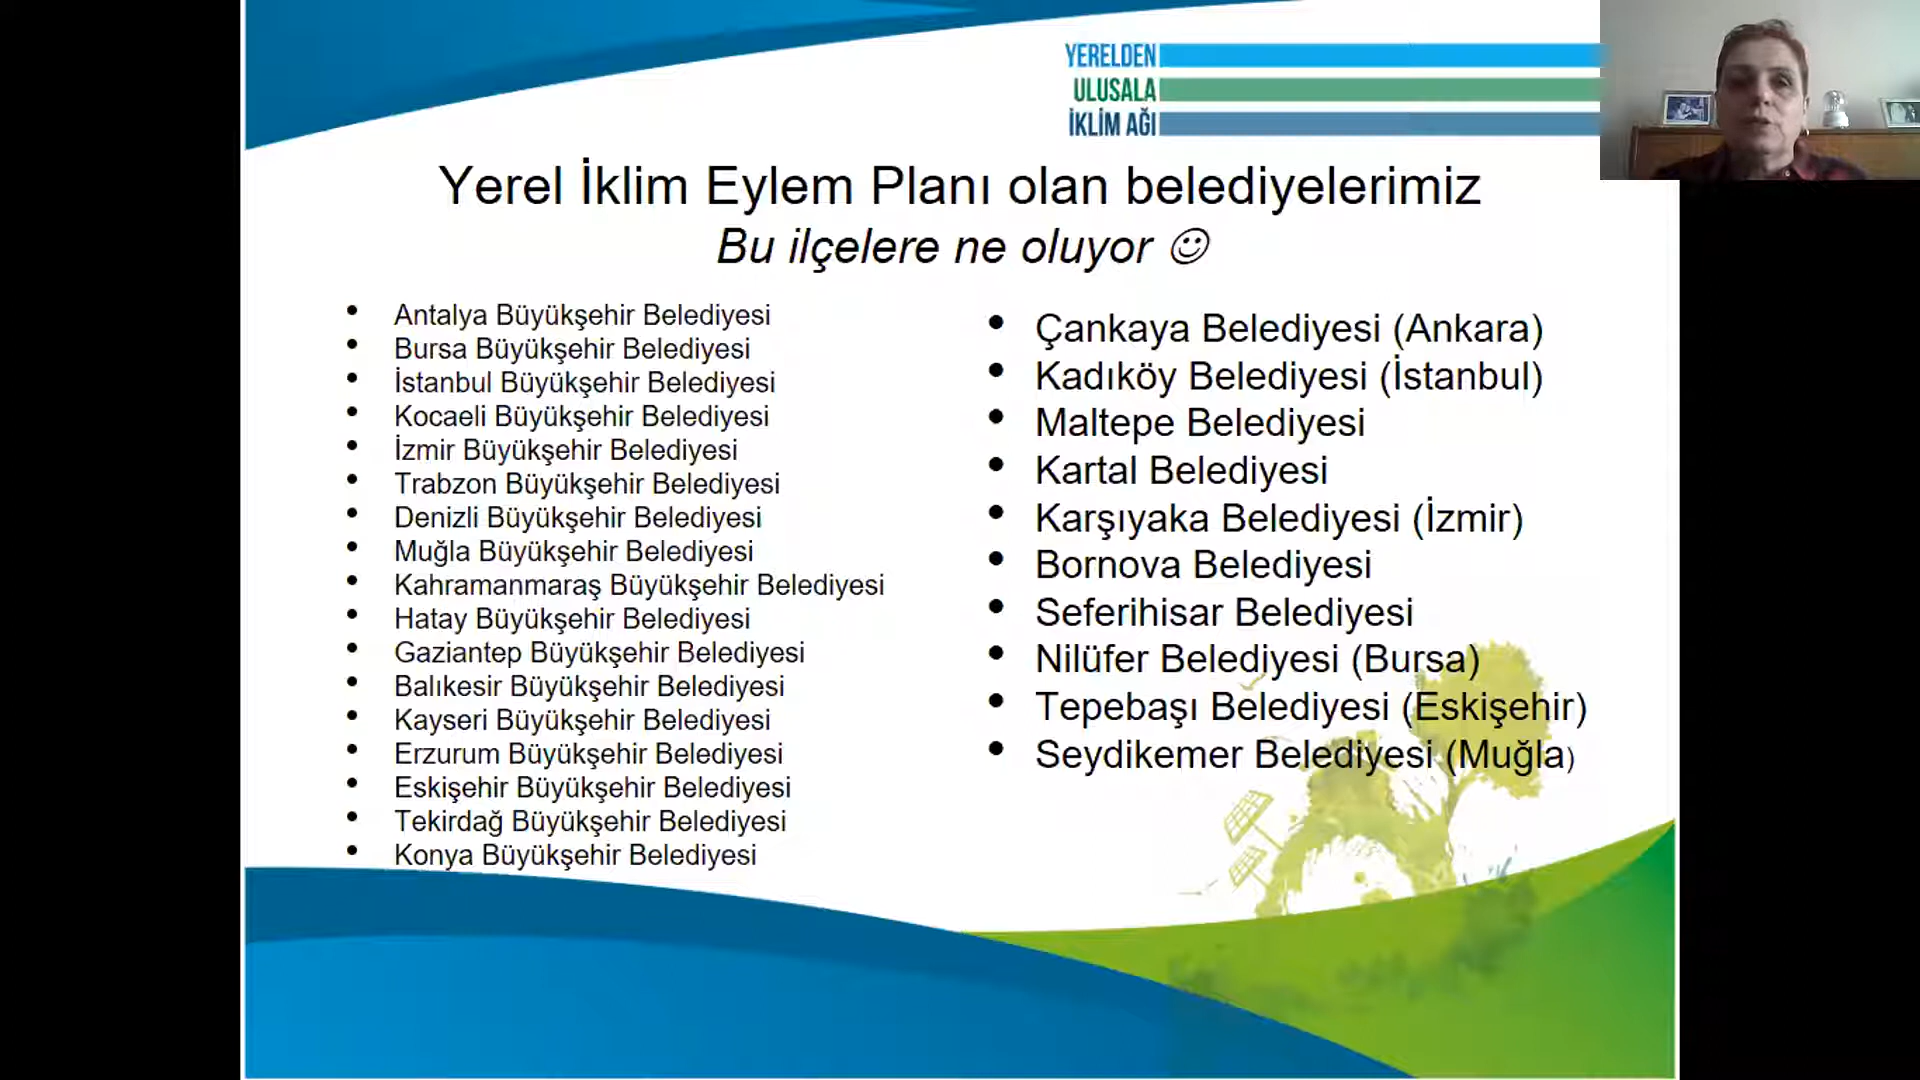 YERELDEN
ULUSALA
İKLİM AĞI
Yerel İklim Eylem Planı olan belediyelerimiz
Bu ilçelere ne oluyor ☺
• Antalya Büyükşehir Belediyesi
• Bursa Büyükşehir Belediyesi
• İstanbul Büyükşehir Belediyesi
• Kocaeli Büyükşehir Belediyesi
• İzmir Büyükşehir Belediyesi
• Trabzon Büyükşehir Belediyesi
• Denizli Büyükşehir Belediyesi
• Muğla Büyükşehir Belediyesi
• Kahramanmaraş Büyükşehir Belediyesi
• Hatay Büyükşehir Belediyesi
• Gaziantep Büyükşehir Belediyesi
• Balıkesir Büyükşehir Belediyesi
• Kayseri Büyükşehir Belediyesi
• Erzurum Büyükşehir Belediyesi
• Eskişehir Büyükşehir Belediyesi
• Tekirdağ Büyükşehir Belediyesi
• Konya Büyükşehir Belediyesi
• Çankaya Belediyesi (Ankara)
• Kadıköy Belediyesi (İstanbul)
• Maltepe Belediyesi
• Kartal Belediyesi
• Karşıyaka Belediyesi (İzmir)
• Bornova Belediyesi
• Seferihisar Belediyesi
• Nilüfer Belediyesi (Bursa)
• Tepebaşı Belediyesi (Eskişehir)
• Seydikemer Belediyesi (Muğla)